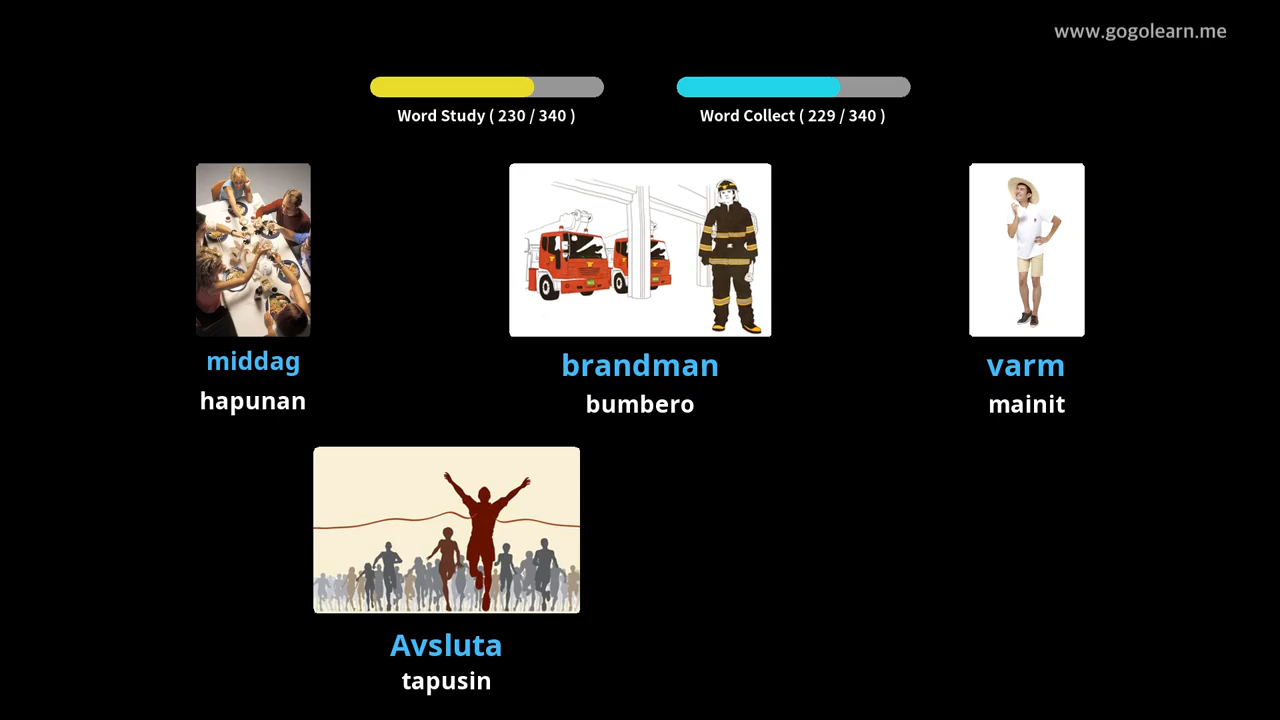 www.gogolearn.me
Word Study ( 230 / 340 )
Word Collect ( 229 / 340 )
middag
hapunan
brandman
bumbero
varm
mainit
Avsluta
tapusin